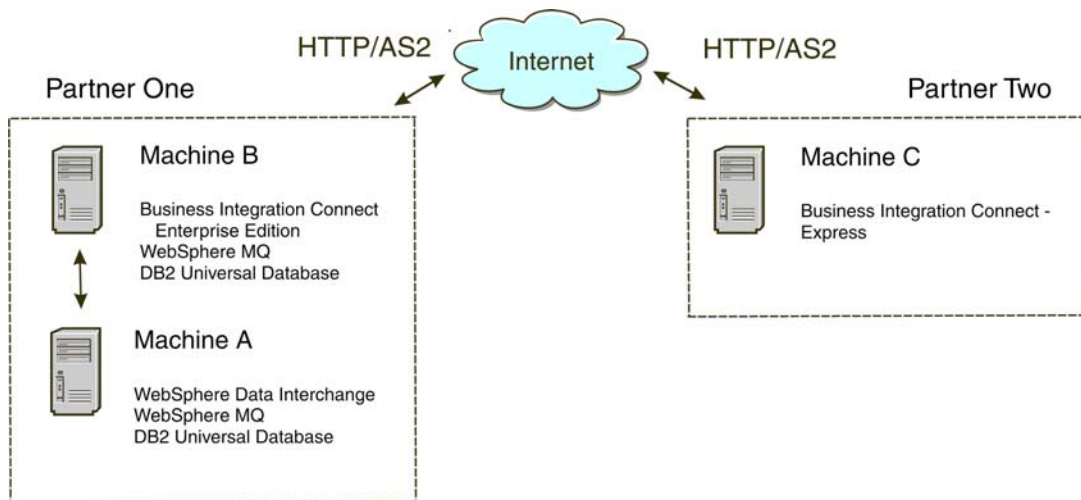 HTTP/AS2
Internet
HTTP/AS2
Partner One
Partner Two
Machine B
Business Integration Connect
Enterprise Edition
WebSphere MQ
DB2 Universal Database
Machine A
WebSphere Data Interchange
WebSphere MQ
DB2 Universal Database
Machine C
Business Integration Connect -
Express